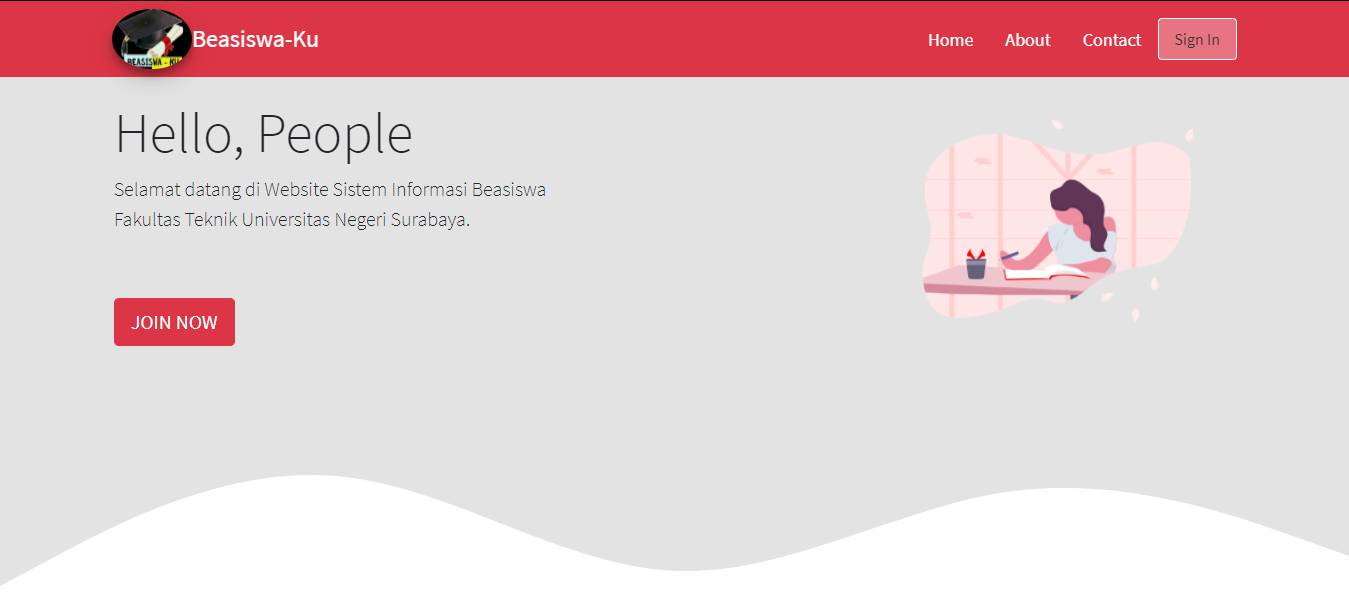 BEASISWA - KU
Beasiswa-Ku
Home
About
Contact
Sign In
Hello, People
Selamat datang di Website Sistem Informasi Beasiswa
Fakultas Teknik Universitas Negeri Surabaya.
JOIN NOW